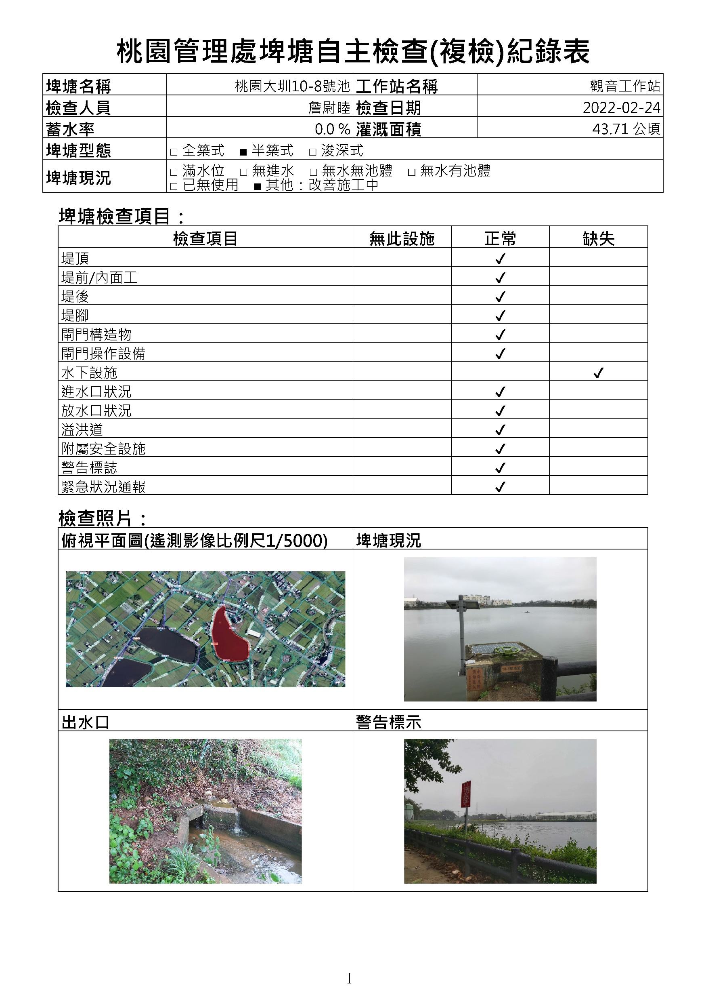 桃園管理處埤塘自主檢查(複檢)紀錄表
埤塘名稱 桃園大圳10-8號池 工作站名稱 觀音工作站
檢查人員 詹尉睦 檢查日期 2022-02-24
蓄水率 0.0 % 灌溉面積 43.71 公頃
埤塘型態 □ 全築式 ■ 半築式 □ 浚深式
埤塘現況 □ 滿水位 □ 無進水 □ 無水無池體 □ 無水有池體
□ 已無使用 ■ 其他：改善施工中
埤塘檢查項目：
檢查項目 無此設施 正常 缺失
堤頂 ✓
堤前/內面工 ✓
堤後 ✓
堤腳 ✓
閘門構造物 ✓
閘門操作設備 ✓
水下設施 ✓
進水口狀況 ✓
放水口狀況 ✓
溢洪道 ✓
附屬安全設施 ✓
警告標誌 ✓
緊急狀況通報 ✓
檢查照片：
俯視平面圖(遙測影像比例尺1/5000) 埤塘現況
水深危險
請勿進入
出水口 警告標示
1